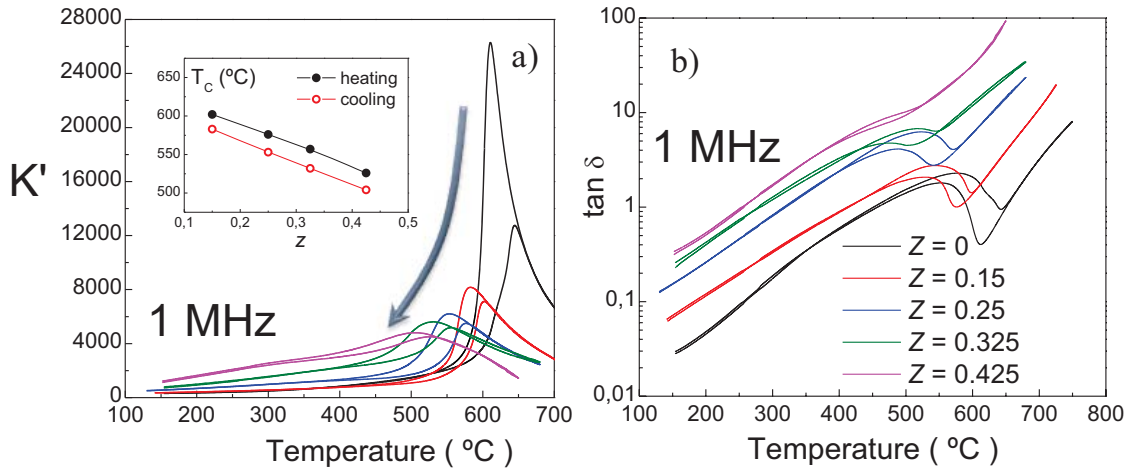 28000
24000
20000
16000
12000
8000
4000
0
K'
100
200
300
400
500
600
700
Temperature ( ºC )
a)
1 MHz
T_C (ºC)
heating
cooling
650
600
550
500
0,1
0,2
0,3
0,4
0,5
z
b)
1 MHz
tan δ
100
10
1
0,1
0,01
100
200
300
400
500
600
700
800
Temperature ( ºC )
Z = 0
Z = 0.15
Z = 0.25
Z = 0.325
Z = 0.425